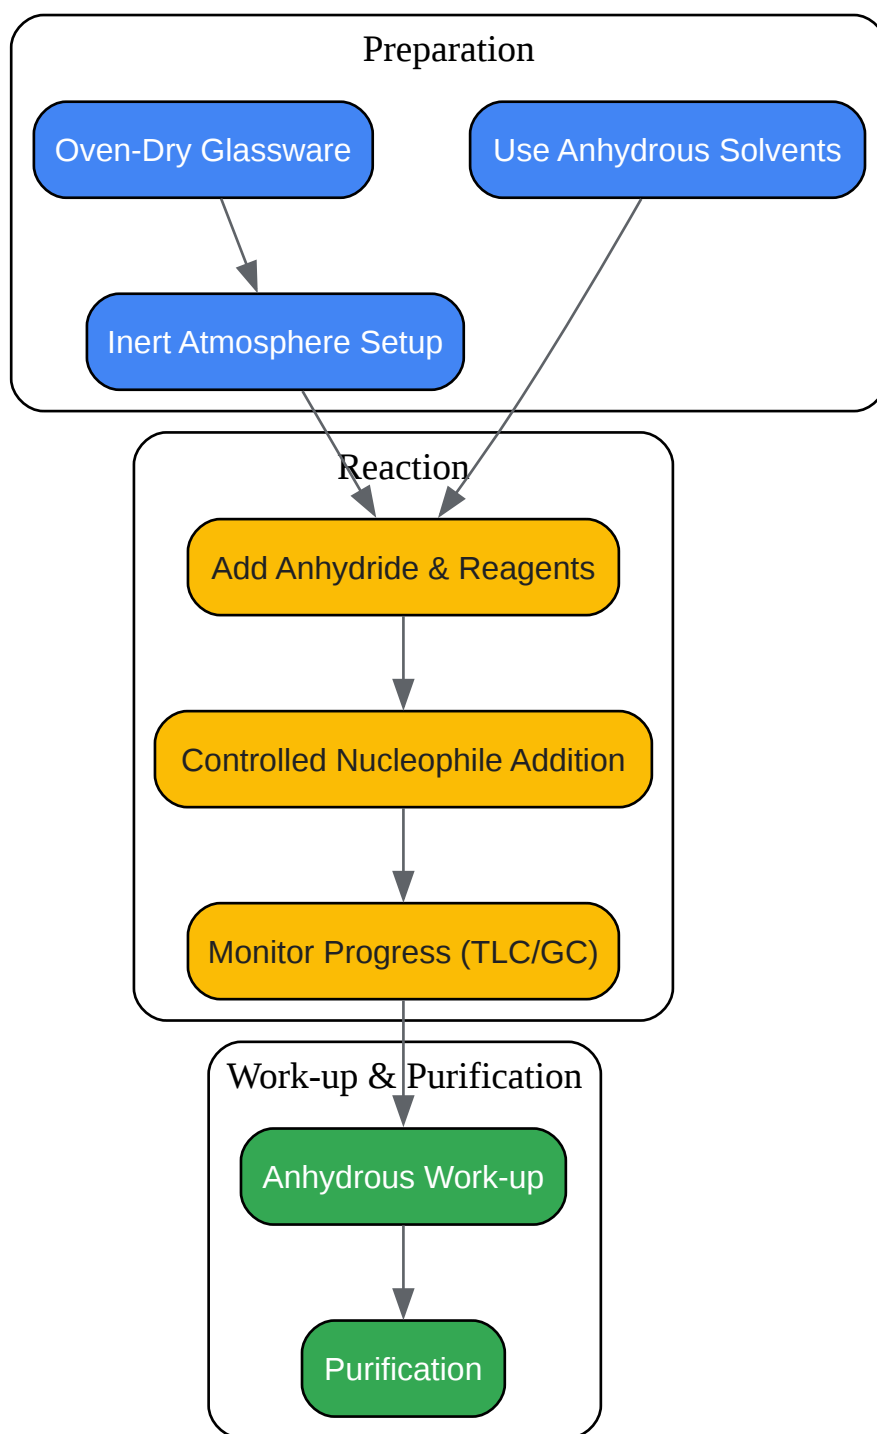 Preparation
Oven-Dry Glassware
Use Anhydrous Solvents
Inert Atmosphere Setup
Reaction
Add Anhydride & Reagents
Controlled Nucleophile Addition
Monitor Progress (TLC/GC)
Work-up & Purification
Anhydrous Work-up
Purification